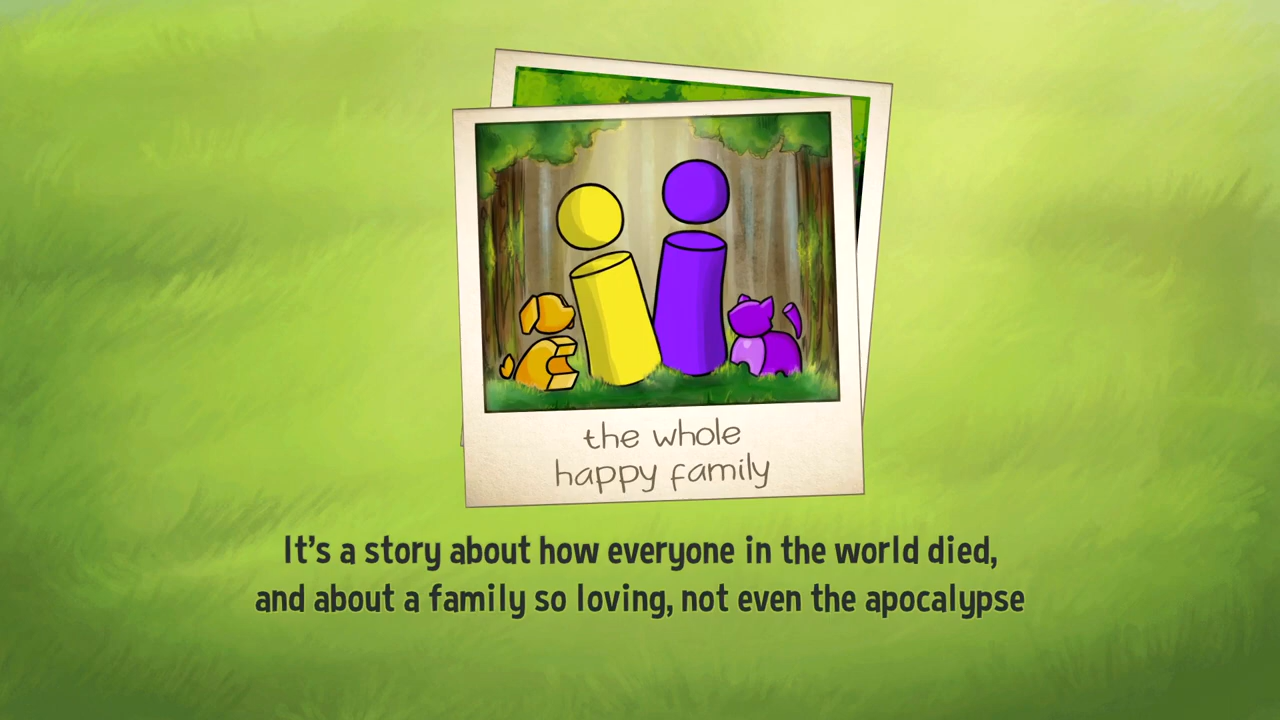 the whole
happy family
It's a story about how everyone in the world died,
and about a family so loving, not even the apocalypse